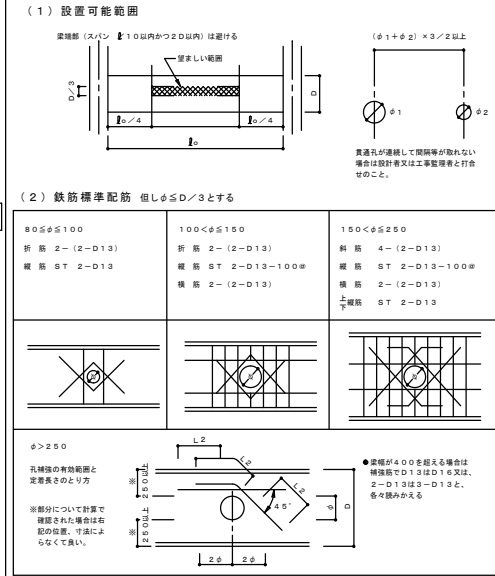 (1)設置可能範囲
梁端部(スパン ℓ/10以内かつ2D以内)は避ける
望ましい範囲
D/3
D
ℓo/4
ℓo/4
ℓo
(φ1+φ2)×3/2以上
φ1
φ2
貫通孔が連続して間隔等が取れない
場合は設計者又は工事監理者と打合
せのこと。
(2)鉄筋標準配筋 但しφ≦D/3とする
80≦φ≦100
折 筋 2-(2-D13)
縦 筋 ST 2-D13
100<φ≦150
折 筋 2-(2-D13)
縦 筋 ST 2-D13-100@
横 筋 2-(2-D13)
150<φ≦250
斜 筋 4-(2-D13)
縦 筋 ST 2-D13-100@
横 筋 2-(2-D13)
上下縦筋 ST 2-D13
φ>250
孔補強の有効範囲と
定着長さのとり方
※部分について計算で
確認された場合は右
記の位置、寸法によ
らなくて良い。
L2
L2
L2
※
250以上
※
250以上
45°
φ
D
2φ
2φ
●梁幅が400を超える場合は
補強筋でD13はD16又は、
2-D13は3-D13と、
各々読みかえる